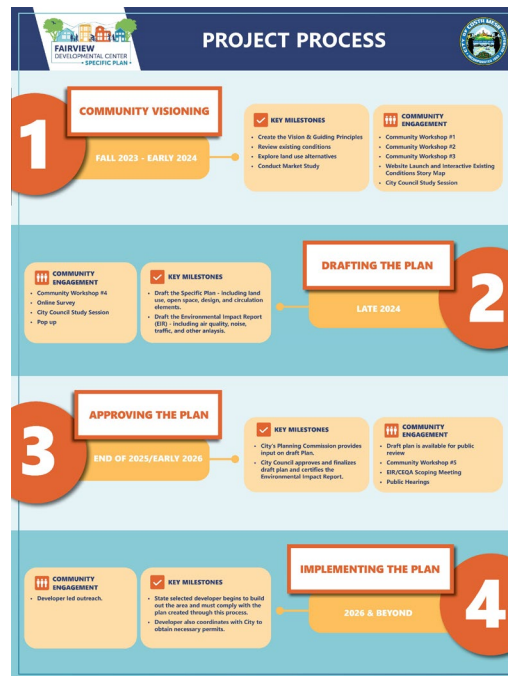 FAIRVIEW
DEVELOPMENTAL CENTER
• SPECIFIC PLAN •
PROJECT PROCESS
1
COMMUNITY VISIONING
FALL 2023 - EARLY 2024
KEY MILESTONES
• Create the Vision & Guiding Principles
• Review existing conditions
• Explore land use alternatives
• Conduct Market Study
COMMUNITY
ENGAGEMENT
• Community Workshop #1
• Community Workshop #2
• Community Workshop #3
• Website Launch and Interactive Existing
Conditions Story Map
• City Council Study Session
2
DRAFTING THE PLAN
LATE 2024
COMMUNITY
ENGAGEMENT
• Community Workshop #4
• Online Survey
• City Council Study Session
• Pop up
KEY MILESTONES
• Draft the Specific Plan - including land
use, open space, design, and circulation
elements.
• Draft the Environmental Impact Report
(EIR) - including air quality, noise,
traffic, and other anlaysis.
3
APPROVING THE PLAN
END OF 2025/EARLY 2026
KEY MILESTONES
• City's Planning Commission provides
input on draft Plan.
• City Council approves and finalizes
draft plan and certifies the
Environmental Impact Report.
COMMUNITY
ENGAGEMENT
• Draft plan is available for public
review
• Community Workshop #5
• EIR/CEQA Scoping Meeting
• Public Hearings
4
IMPLEMENTING THE PLAN
2026 & BEYOND
COMMUNITY
ENGAGEMENT
• Developer led outreach.
KEY MILESTONES
• State selected developer begins to build
out the area and must comply with the
plan created through this process.
• Developer also coordinates with City to
obtain necessary permits.